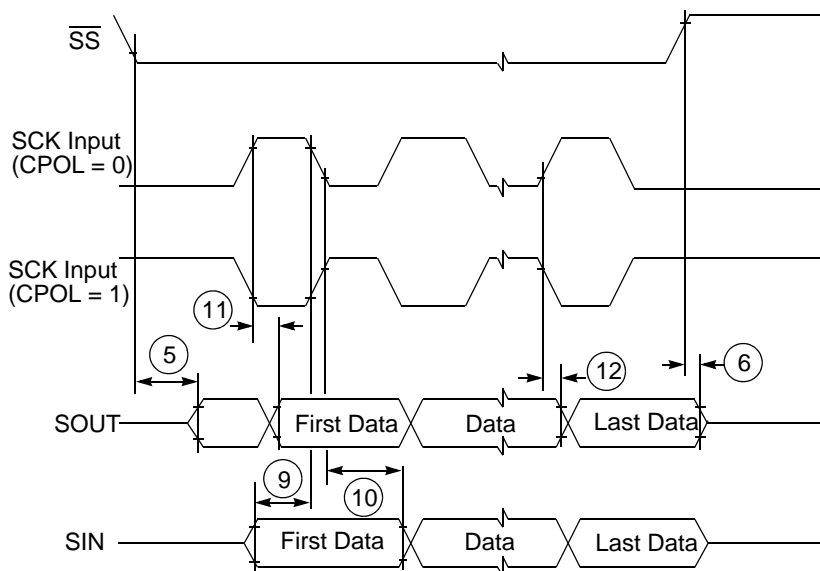 SS
SCK Input
(CPOL = 0)
SCK Input
(CPOL = 1)
11
5
12
6
SOUT
First Data
Data
Last Data
9
10
SIN
First Data
Data
Last Data